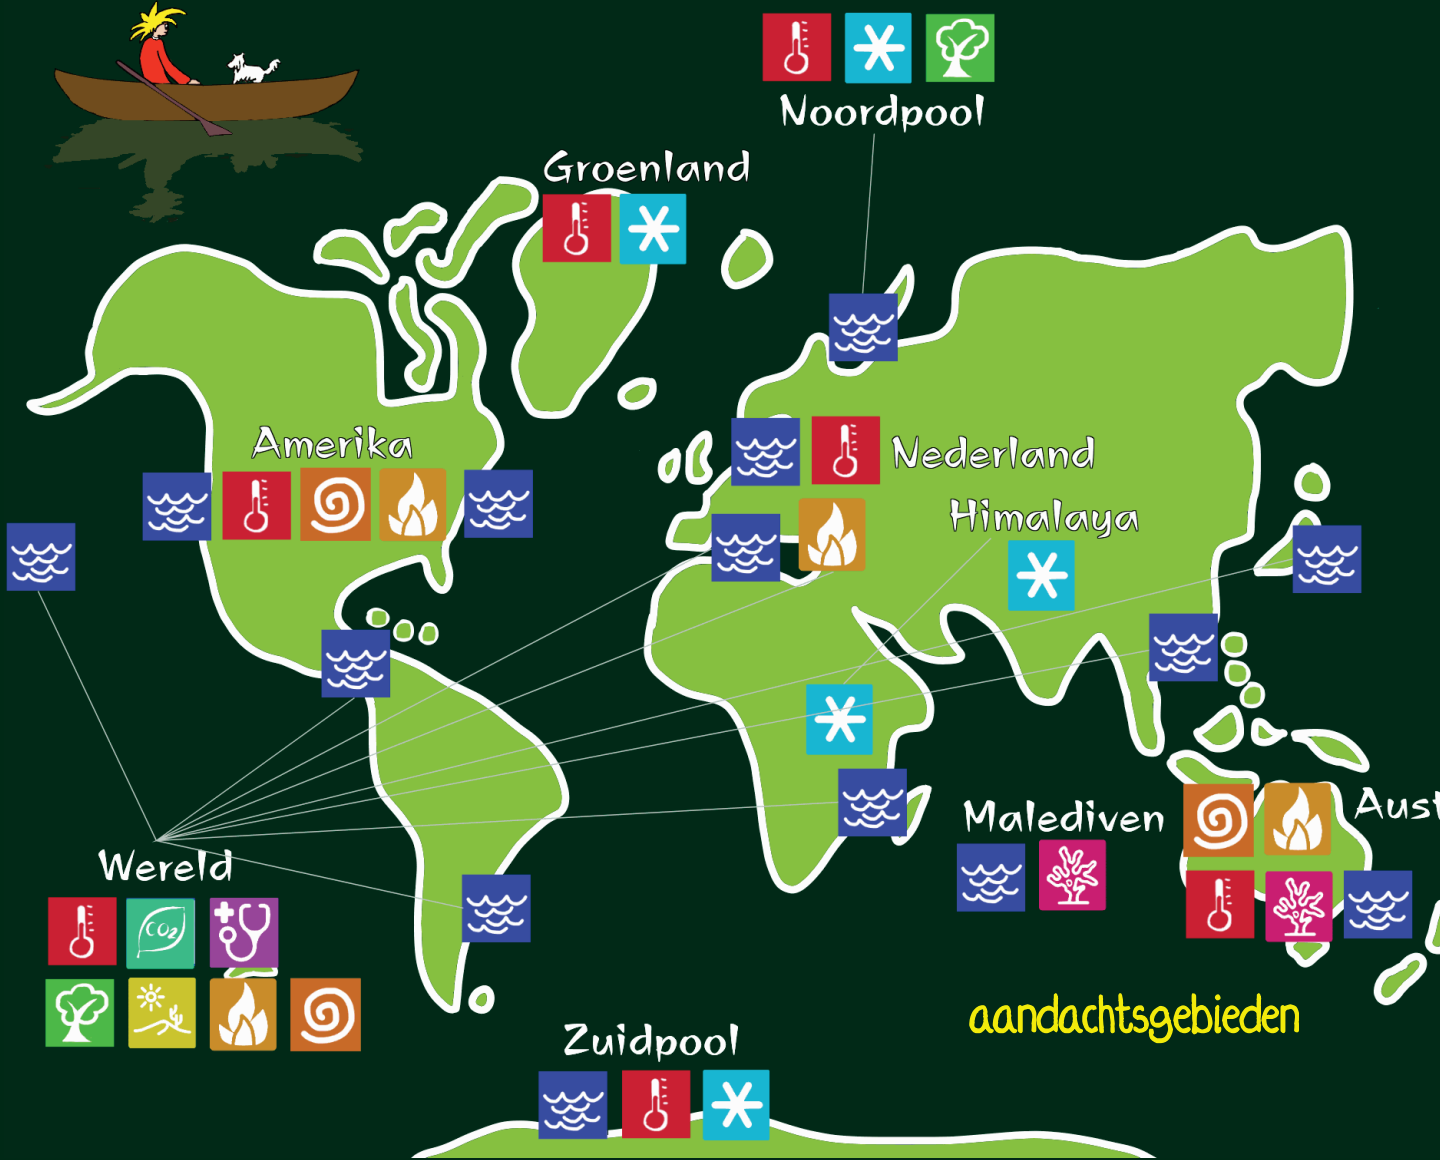 Noordpool
Groenland
Amerika
Nederland
Himalaya
Malediven
Aust
Wereld
CO2
Zuidpool
aandachtsgebieden